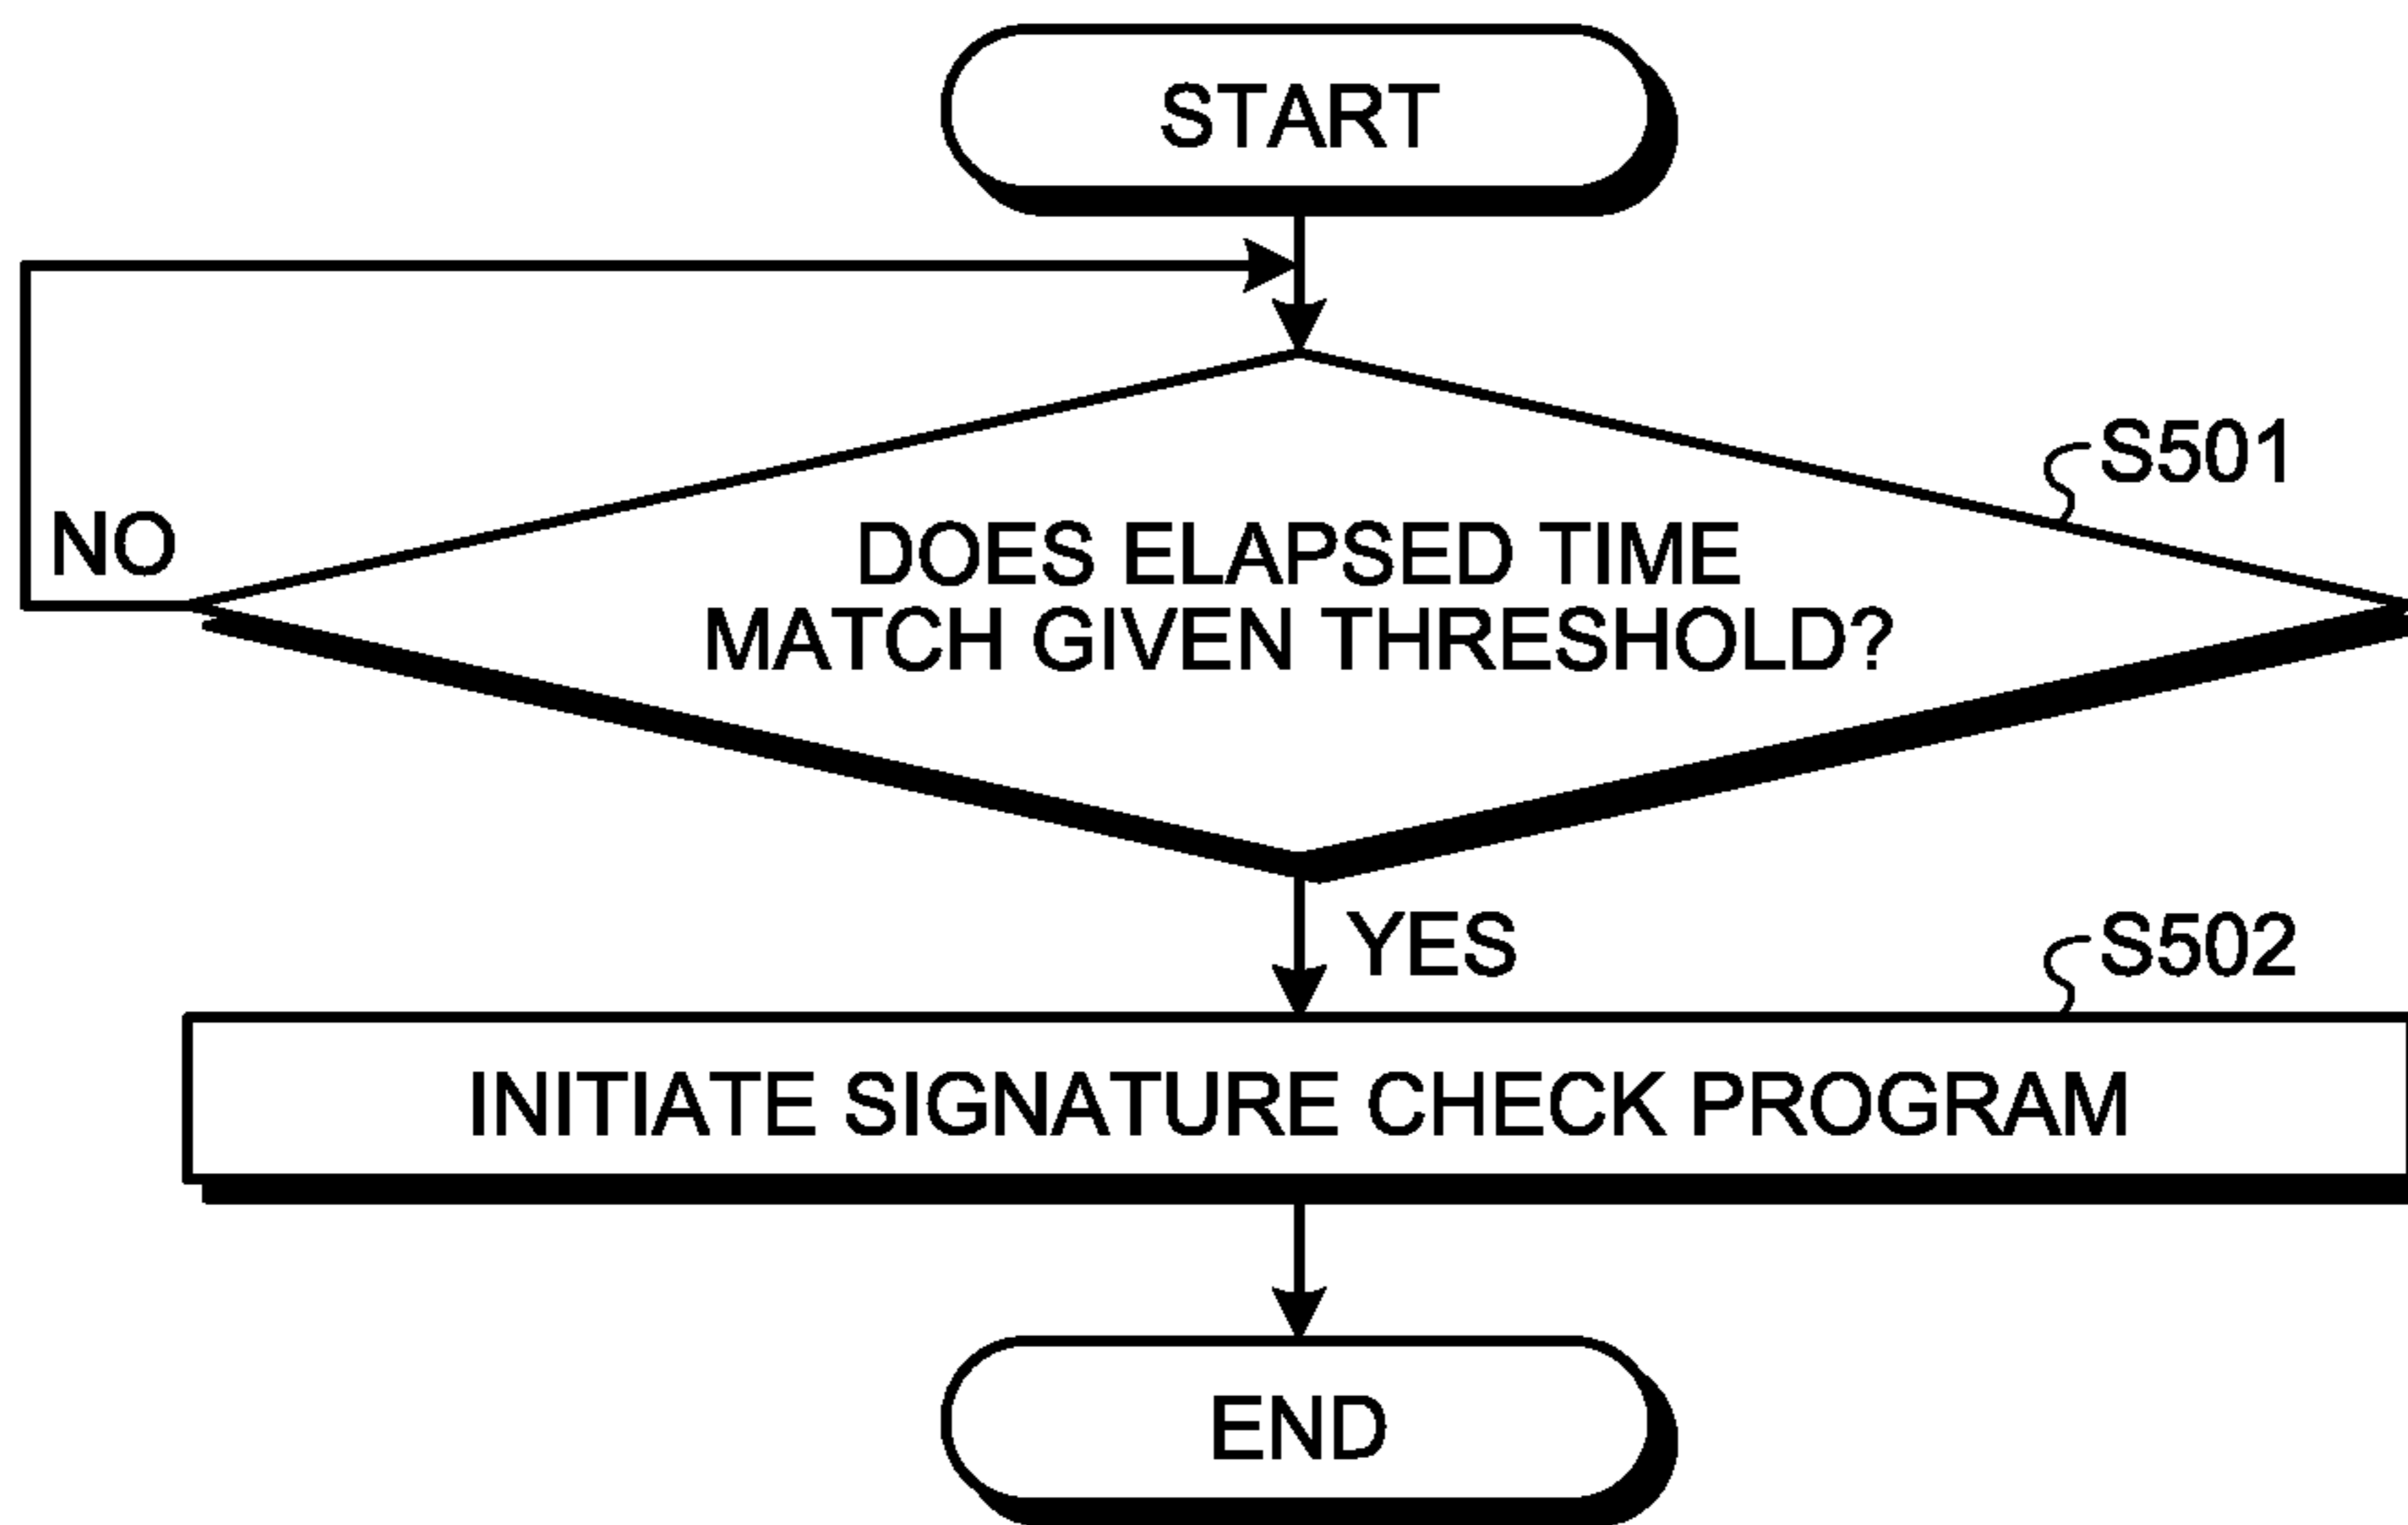 START
S501
NO
DOES ELAPSED TIME
MATCH GIVEN THRESHOLD?
YES
S502
INITIATE SIGNATURE CHECK PROGRAM
END